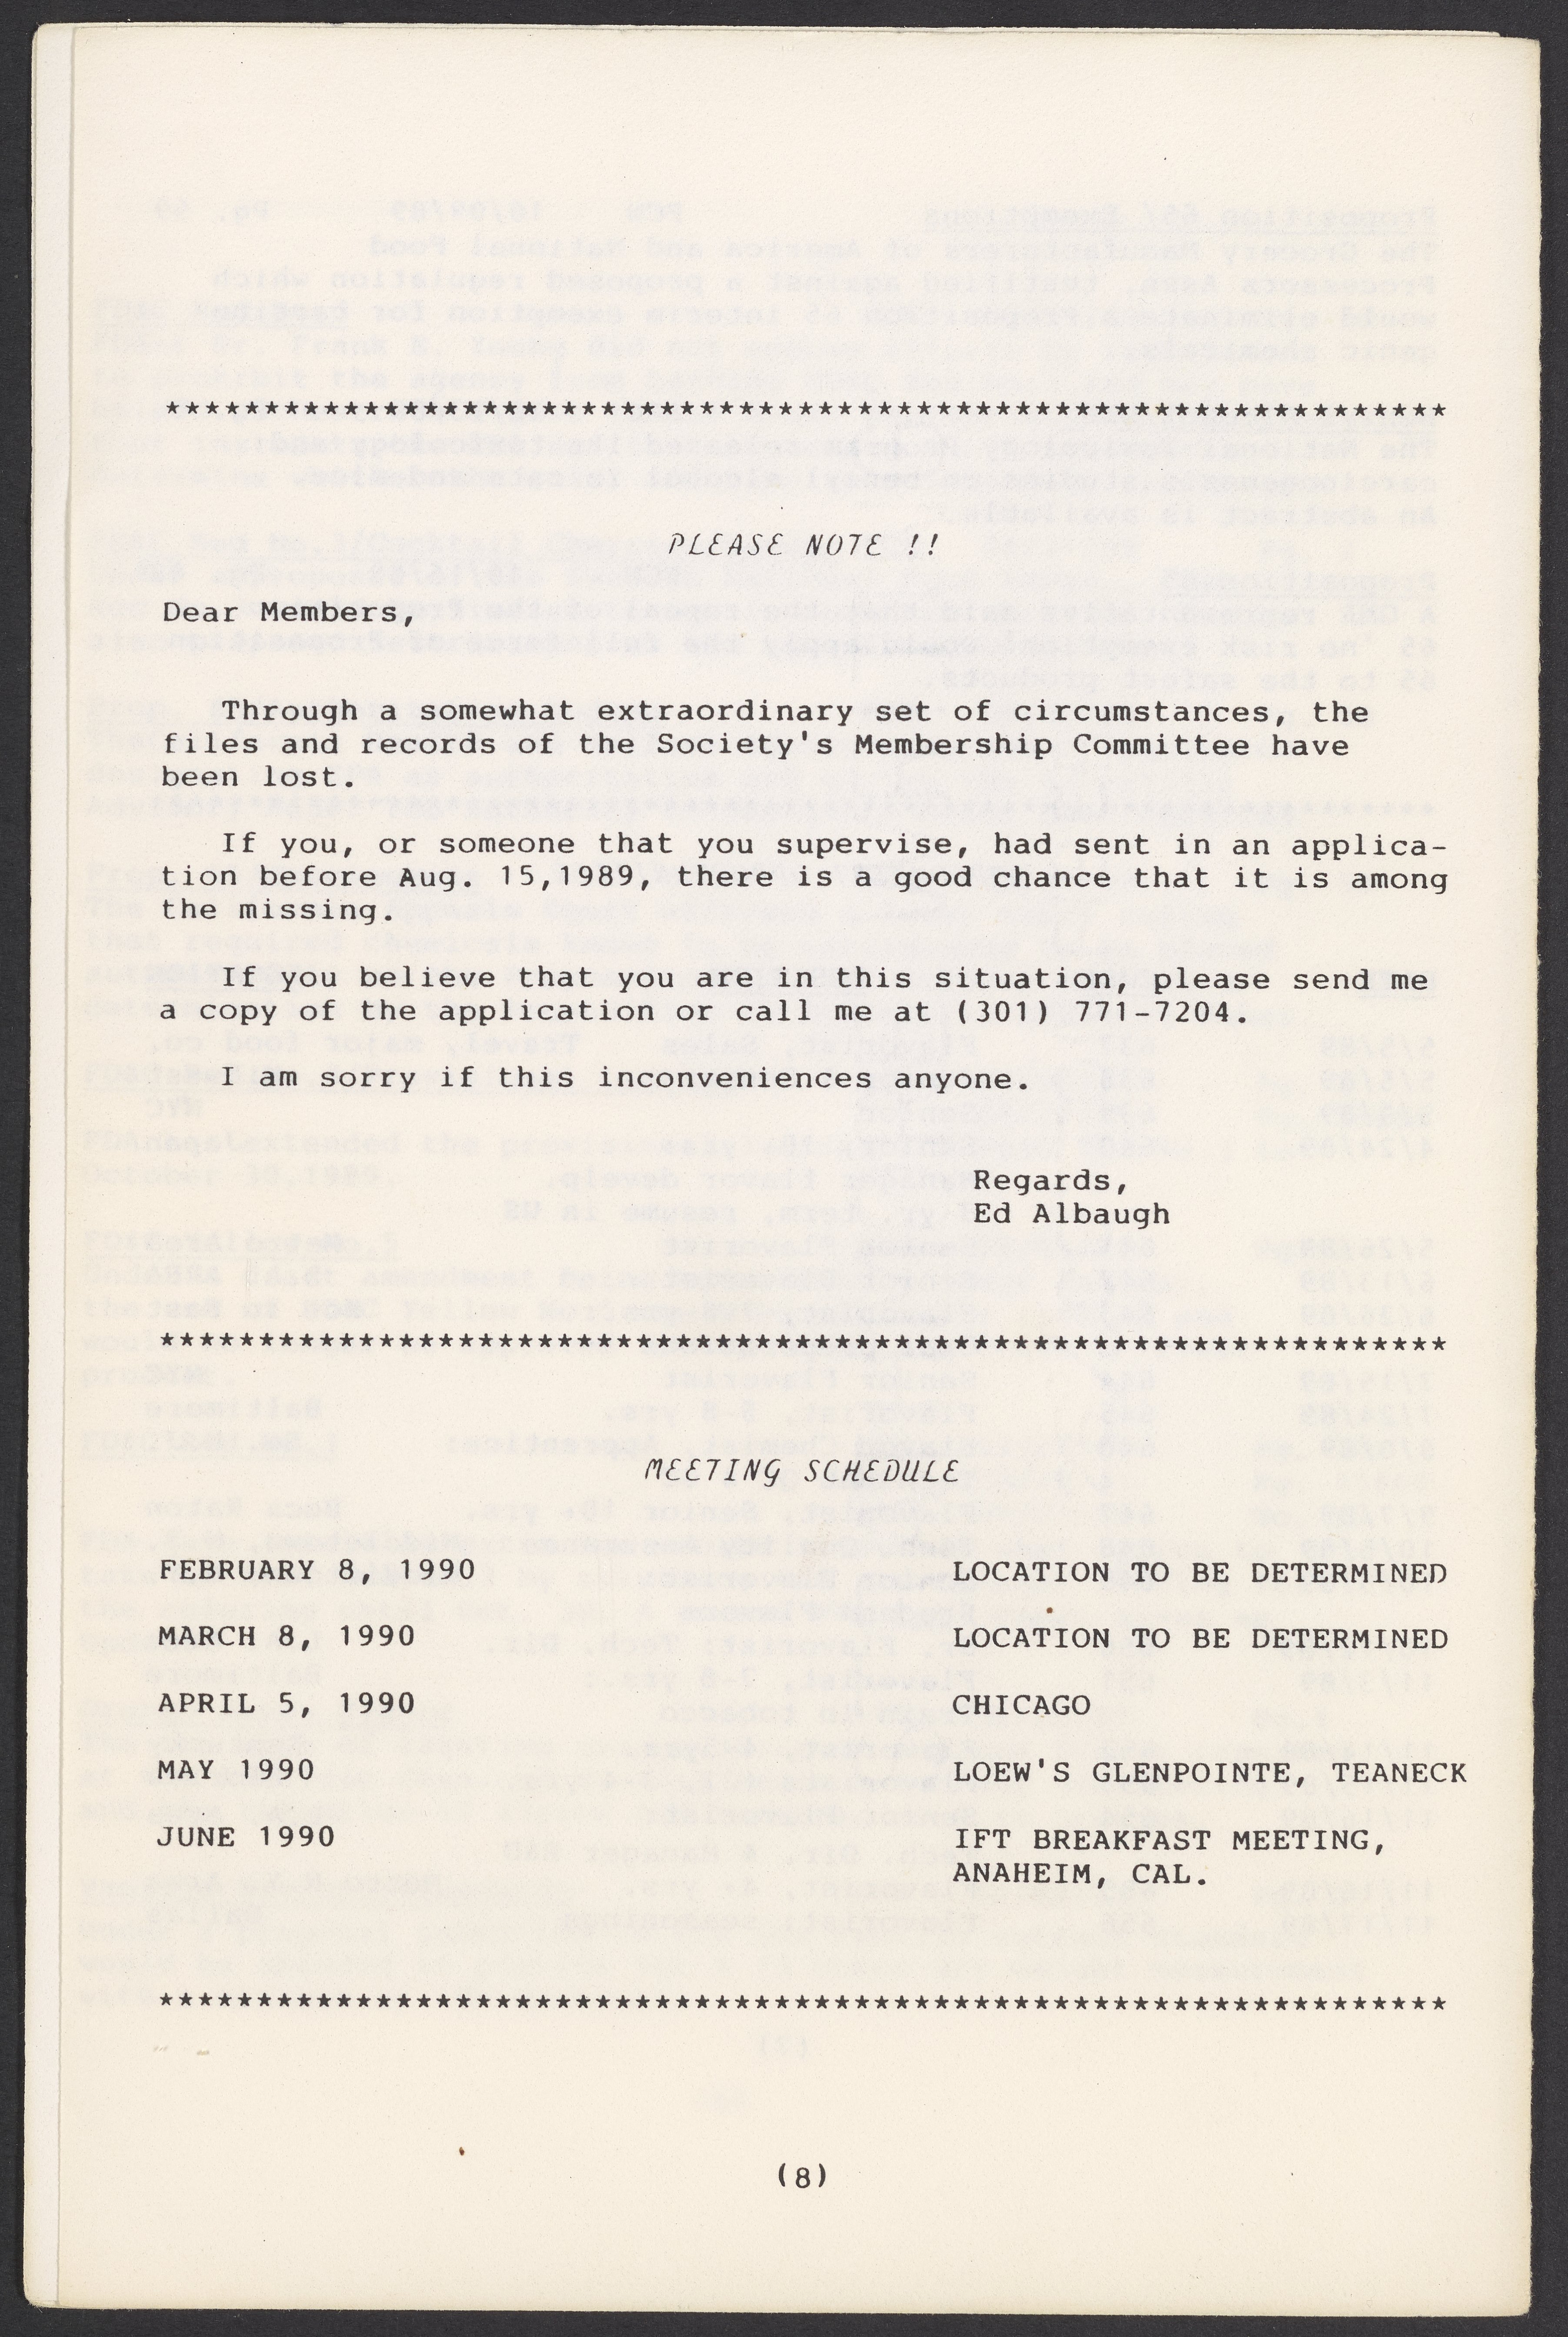 *****************************************************************
PLEASE NOTE !!
Dear Members,
Through a somewhat extraordinary set of circumstances, the
files and records of the Society's Membership Committee have
been lost.
If you, or someone that you supervise, had sent in an applica-
tion before Aug. 15,1989, there is a good chance that it is among
the missing.
If you believe that you are in this situation, please send me
a copy of the application or call me at (301) 771-7204.
I am sorry if this inconveniences anyone.
Regards,
Ed Albaugh
*****************************************************************
MEETING SCHEDULE
FEBRUARY 8, 1990 LOCATION TO BE DETERMINED
MARCH 8, 1990 LOCATION TO BE DETERMINED
APRIL 5, 1990 CHICAGO
MAY 1990 LOEW'S GLENPOINTE, TEANECK
JUNE 1990 IFT BREAKFAST MEETING,
ANAHEIM, CAL.
*****************************************************************
(8)